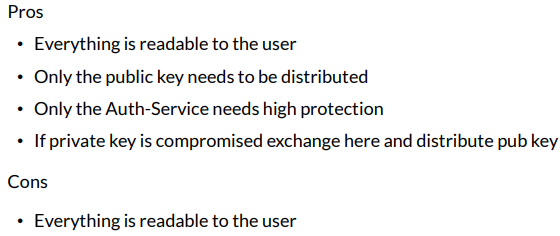 Pros
• Everything is readable to the user
• Only the public key needs to be distributed
• Only the Auth-Service needs high protection
• If private key is compromised exchange here and distribute pub key
Cons
• Everything is readable to the user